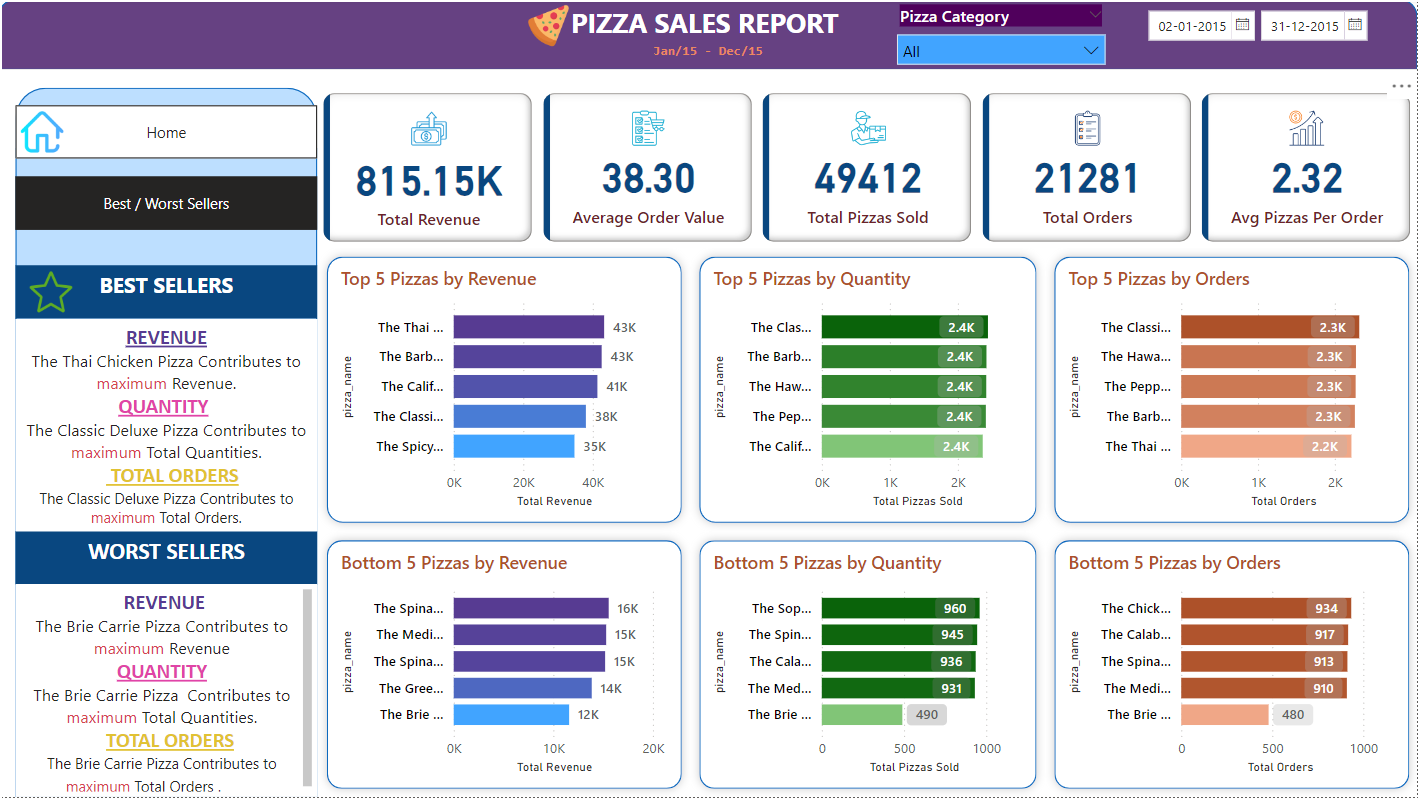 PIZZA SALES REPORT
Jan/15 - Dec/15
Pizza Category
All
02-01-2015
31-12-2015
Home
Best / Worst Sellers
815.15K
Total Revenue
38.30
Average Order Value
49412
Total Pizzas Sold
21281
Total Orders
2.32
Avg Pizzas Per Order
BEST SELLERS
REVENUE
The Thai Chicken Pizza Contributes to
maximum Revenue.
QUANTITY
The Classic Deluxe Pizza Contributes to
maximum Total Quantities.
TOTAL ORDERS
The Classic Deluxe Pizza Contributes to
maximum Total Orders.
WORST SELLERS
REVENUE
The Brie Carrie Pizza Contributes to
maximum Revenue
QUANTITY
The Brie Carrie Pizza  Contributes to
maximum Total Quantities.
TOTAL ORDERS
The Brie Carrie Pizza Contributes to
maximum Total Orders .
Top 5 Pizzas by Revenue
pizza_name
The Thai ... 43K
The Barb... 43K
The Calif... 41K
The Classi... 38K
The Spicy... 35K
0K 20K 40K
Total Revenue
Top 5 Pizzas by Quantity
pizza_name
The Clas... 2.4K
The Barb... 2.4K
The Haw... 2.4K
The Pep... 2.4K
The Calif... 2.4K
0K 1K 2K
Total Pizzas Sold
Top 5 Pizzas by Orders
pizza_name
The Classi... 2.3K
The Hawa... 2.3K
The Pepp... 2.3K
The Barb... 2.3K
The Thai ... 2.2K
0K 1K 2K
Total Orders
Bottom 5 Pizzas by Revenue
pizza_name
The Spina... 16K
The Medi... 15K
The Spina... 15K
The Gree... 14K
The Brie ... 12K
0K 10K 20K
Total Revenue
Bottom 5 Pizzas by Quantity
pizza_name
The Sop... 960
The Spin... 945
The Cala... 936
The Med... 931
The Brie ... 490
0 500 1000
Total Pizzas Sold
Bottom 5 Pizzas by Orders
pizza_name
The Chick... 934
The Calab... 917
The Spina... 913
The Medi... 910
The Brie ... 480
0 500 1000
Total Orders